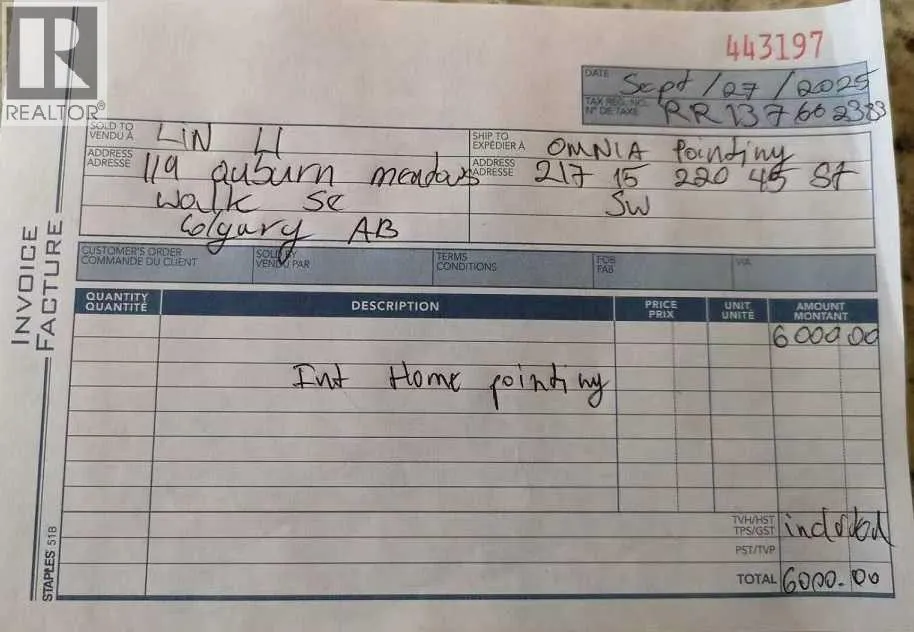 R
REALTOR®
443197
DATE Sept/27/2025
TAX REG. NO. N° DE TAXE RR 137602383
SOLD TO VENDU À LIN LI
ADDRESS ADRESSE 119 auburn meadows
walk SE
Calgary AB
SHIP TO EXPÉDIER À OMNIA Painting
ADDRESS ADRESSE 217 15 220 45 St
SW
CUSTOMER'S ORDER COMMANDE DU CLIENT
SOLD BY VENDU PAR
TERMS CONDITIONS
FOB FAB
VIA
INVOICE
FACTURE
QUANTITY QUANTITÉ DESCRIPTION PRICE PRIX UNIT UNITÉ AMOUNT MONTANT
6000.00
Int Home painting
TVH/HST TPS/GST included
PST/TVP
TOTAL 6000.00
STAPLES 51B